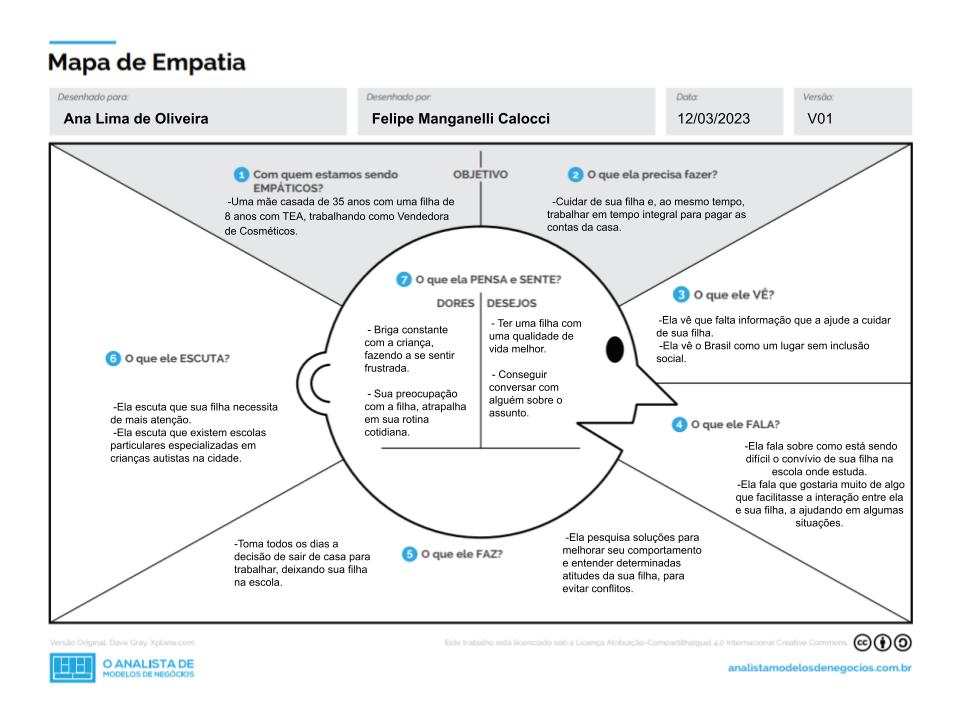 Mapa de Empatia
Desenhado para:
Ana Lima de Oliveira
Desenhado por:
Felipe Manganelli Calocci
Data:
12/03/2023
Versão:
V01
1 Com quem estamos sendo
EMPÁTICOS?
-Uma mãe casada de 35 anos com uma filha de
8 anos com TEA, trabalhando como Vendedora
de Cosméticos.
OBJETIVO
2 O que ela precisa fazer?
-Cuidar de sua filha e, ao mesmo tempo,
trabalhar em tempo integral para pagar as
contas da casa.
3 O que ele VÊ?
-Ela vê que falta informação que a ajude a cuidar
de sua filha.
-Ela vê o Brasil como um lugar sem inclusão
social.
4 O que ele FALA?
-Ela fala sobre como está sendo
difícil o convívio de sua filha na
escola onde estuda.
-Ela fala que gostaria muito de algo
que facilitasse a interação entre ela
e sua filha, a ajudando em algumas
situações.
5 O que ele FAZ?
-Toma todos os dias a
decisão de sair de casa para
trabalhar, deixando sua filha
na escola.
-Ela pesquisa soluções para
melhorar seu comportamento
e entender determinadas
atitudes da sua filha, para
evitar conflitos.
6 O que ele ESCUTA?
-Ela escuta que sua filha necessita
de mais atenção.
-Ela escuta que existem escolas
particulares especializadas em
crianças autistas na cidade.
7 O que ela PENSA e SENTE?
DORES
- Briga constante
com a criança,
fazendo a se sentir
frustrada.
- Sua preocupação
com a filha, atrapalha
em sua rotina
cotidiana.
DESEJOS
- Ter uma filha com
uma qualidade de
vida melhor.
- Conseguir
conversar com
alguém sobre o
assunto.
Versão Original: Dave Gray, Xplane.com
Este trabalho está licenciado sob a Licença Atribuição-CompartilhaIgual 4.0 Internacional Creative Commons.
cc
O ANALISTA DE
MODELOS DE NEGÓCIOS
analistamodelosdenegocios.com.br